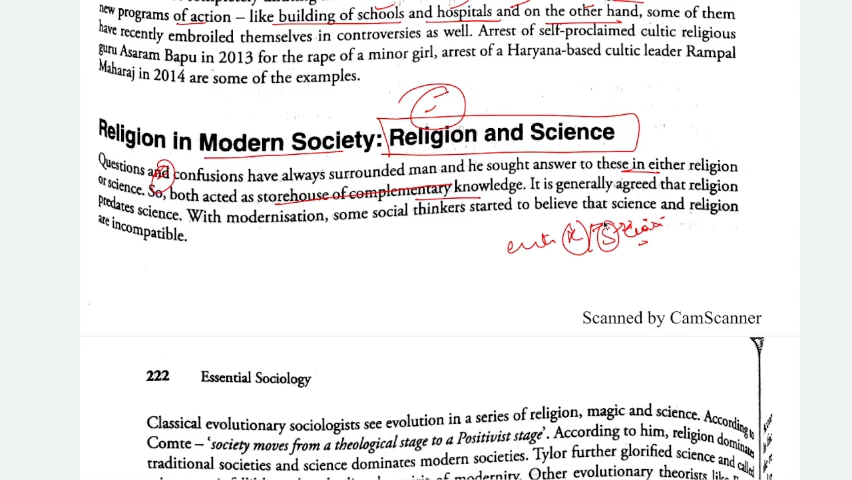 new programs of action – like building of schools and hospitals and on the other hand, some of them
have recently embroiled themselves in controversies as well. Arrest of self-proclaimed cultic religious
guru Asaram Bapu in 2013 for the rape of a minor girl, arrest of a Haryana-based cultic leader Rampal
Maharaj in 2014 are some of the examples.
Religion in Modern Society: Religion and Science
Questions and confusions have always surrounded man and he sought answer to these in either religion
or science. So, both acted as storehouse of complementary knowledge. It is generally agreed that religion
predates science. With modernisation, some social thinkers started to believe that science and religion
are incompatible.
Scanned by CamScanner
222 Essential Sociology
Classical evolutionary sociologists see evolution in a series of religion, magic and science. According to
Comte – 'society moves from a theological stage to a Positivist stage'. According to him, religion dominates
traditional societies and science dominates modern societies. Tylor further glorified science and called
of modernity. Other evolutionary theorists like